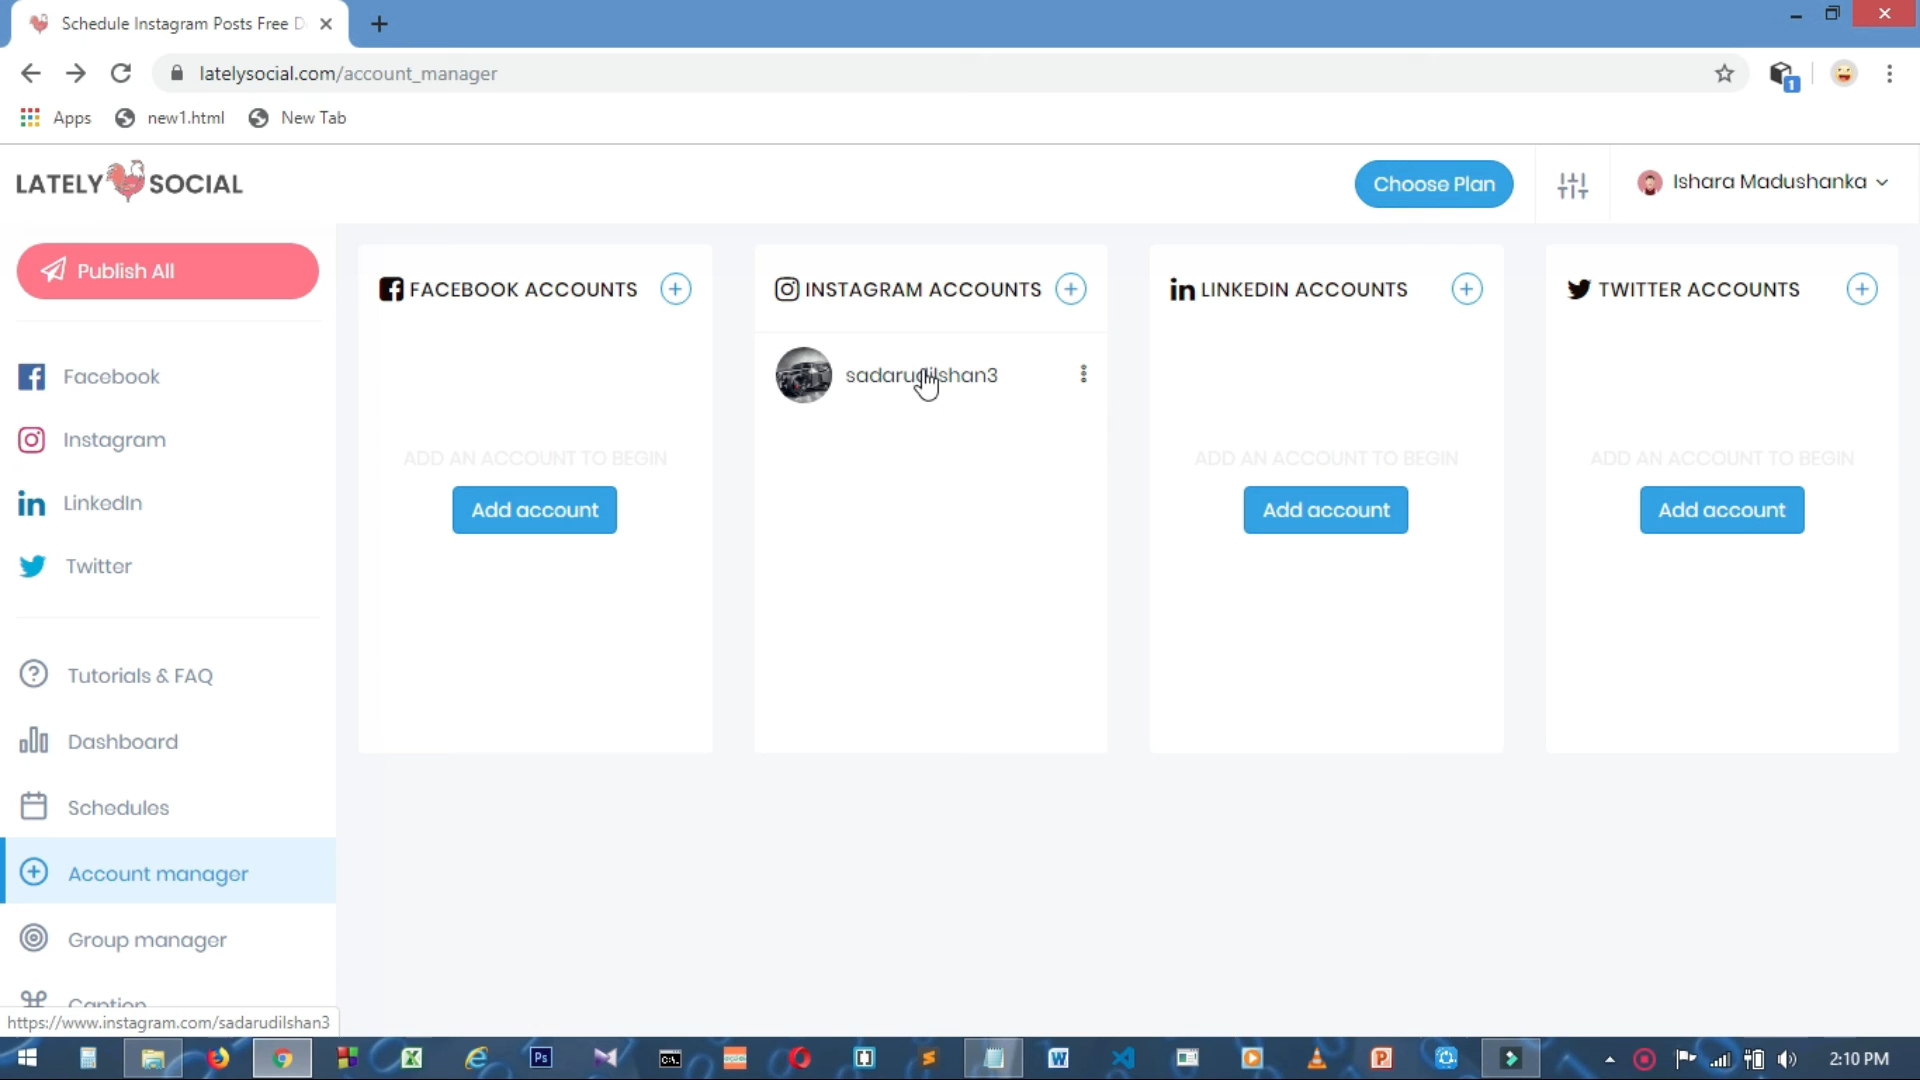 Schedule Instagram Posts Free D
latelysocial.com/account_manager
1
Apps
new1.html
New Tab
LATELY SOCIAL
Choose Plan
Ishara Madushanka
Publish All
Facebook
Instagram
LinkedIn
Twitter
Tutorials & FAQ
Dashboard
Schedules
Account manager
Group manager
Caption
https://www.instagram.com/sadarudilshan3
FACEBOOK ACCOUNTS
ADD AN ACCOUNT TO BEGIN
Add account
INSTAGRAM ACCOUNTS
sadarudilshan3
LINKEDIN ACCOUNTS
ADD AN ACCOUNT TO BEGIN
Add account
TWITTER ACCOUNTS
ADD AN ACCOUNT TO BEGIN
Add account
2:10 PM